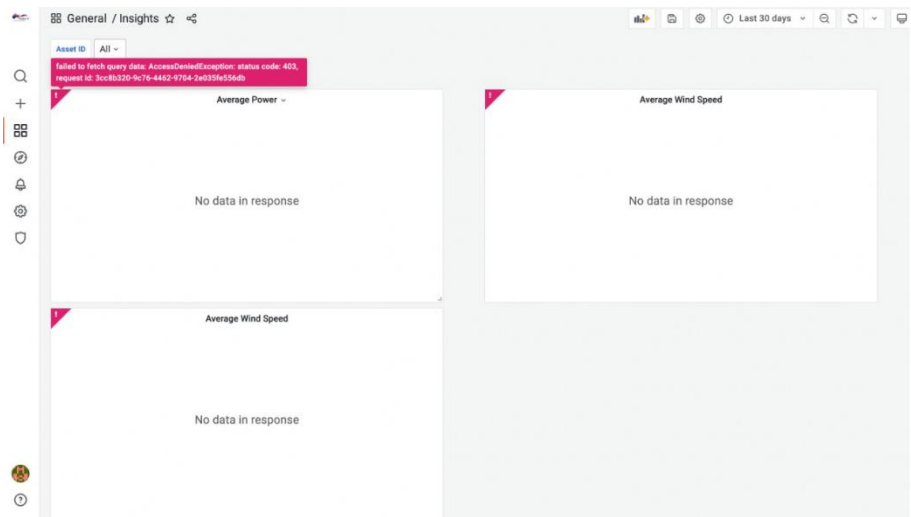 General / Insights
Last 30 days
Asset ID All
failed to fetch query data: AccessDeniedException: status code: 403,
request id: 3cc8b320-9c76-4462-9704-2e035fe556db
!
Average Power
No data in response
!
Average Wind Speed
No data in response
!
Average Wind Speed
No data in response